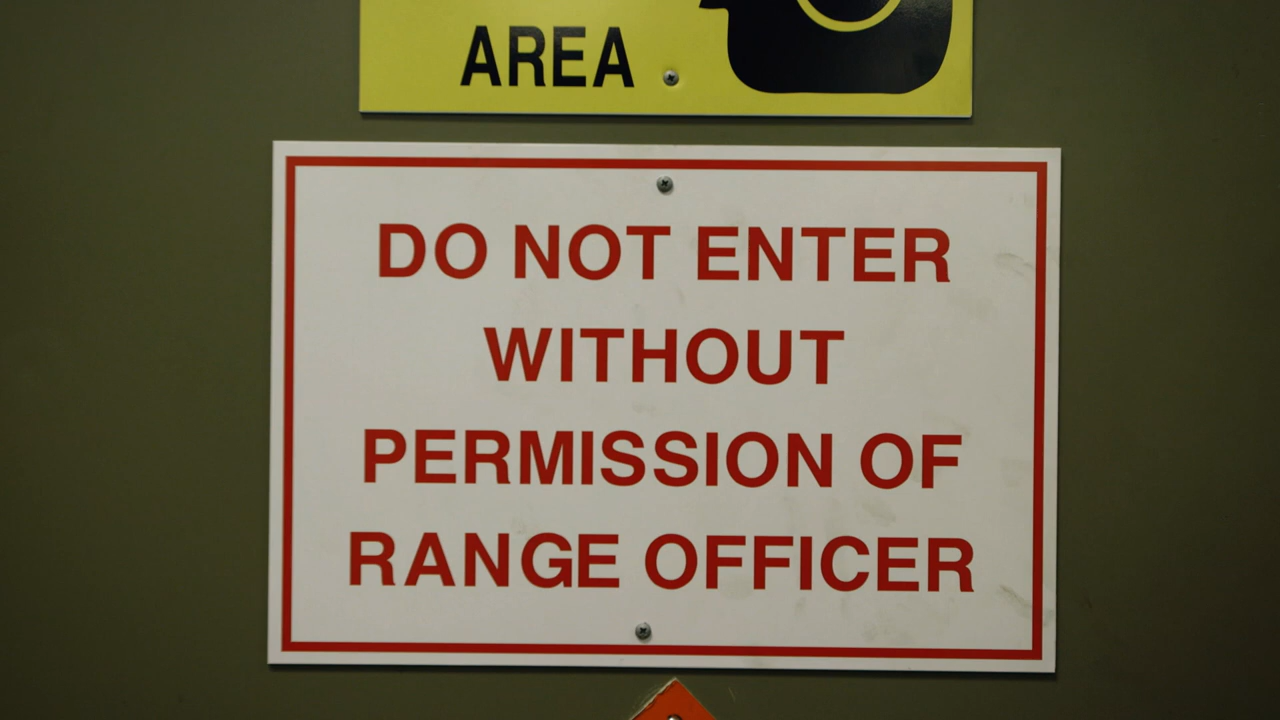 AREA
DO NOT ENTER
WITHOUT
PERMISSION OF
RANGE OFFICER